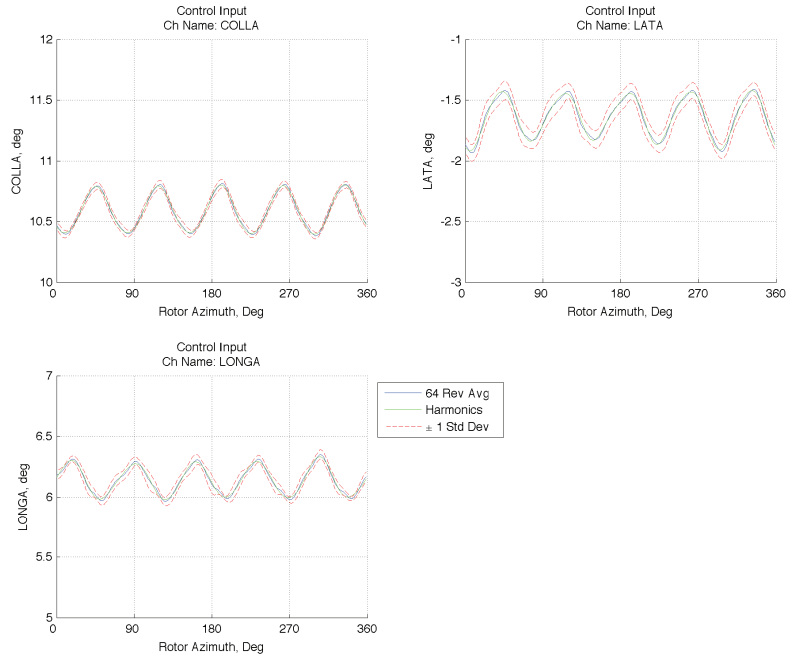 Control Input
Ch Name: COLLA
12
11.5
11
10.5
10
COLLA, deg
0 90 180 270 360
Rotor Azimuth, Deg
Control Input
Ch Name: LATA
-1
-1.5
-2
-2.5
-3
LATA, deg
0 90 180 270 360
Rotor Azimuth, Deg
Control Input
Ch Name: LONGA
7
6.5
6
5.5
5
LONGA, deg
0 90 180 270 360
Rotor Azimuth, Deg
64 Rev Avg
Harmonics
± 1 Std Dev